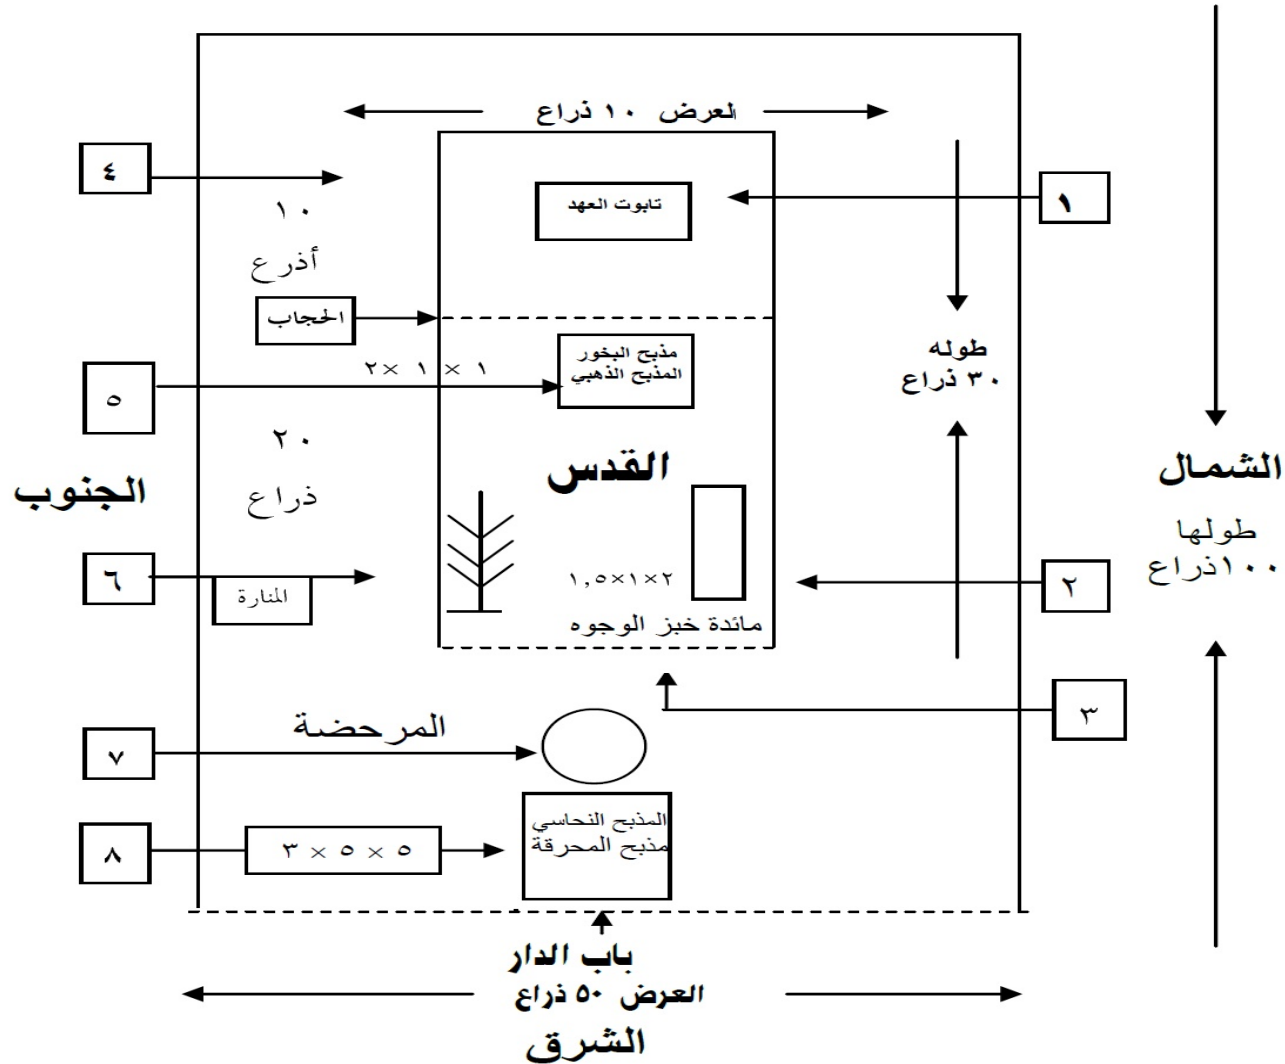 العرض ١٠ ذراع
٤
١
تابوت العهد
١٠
أذرع
الحجاب
مذبح البخور
المذبح الذهبي
طوله
٣٠ ذراع
١ × ١ × ٢
٥
٢٠
ذراع
القدس
الشمال
طولها
١٠٠ذراع
الجنوب
٦
المنارة
٢×١×١,٥
مائدة خبز الوجوه
٢
٣
المرحضة
٧
المذبح النحاسي
مذبح المحرقة
٨
٥ × ٥ × ٣
باب الدار
العرض ٥٠ ذراع
الشرق